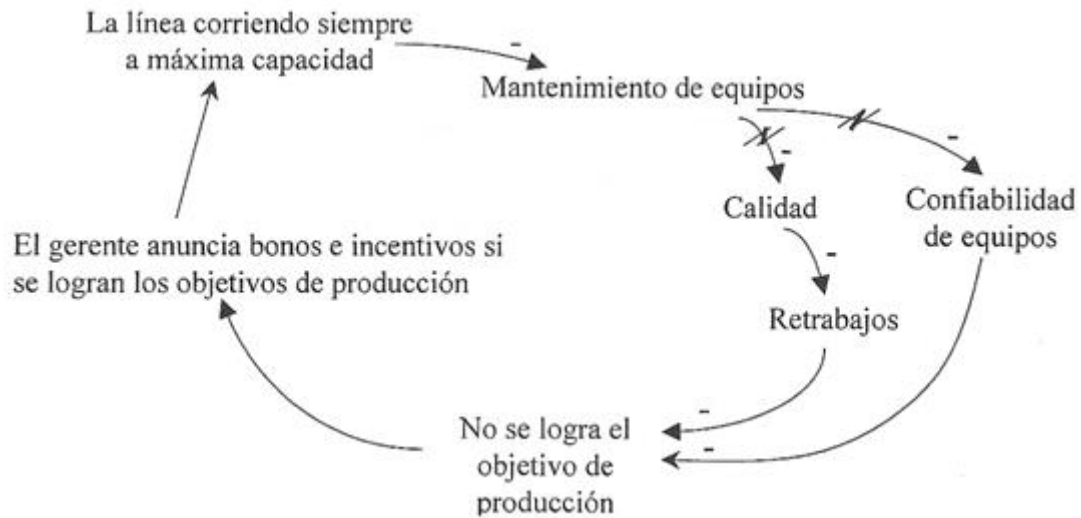 La línea corriendo siempre
a máxima capacidad
-
Mantenimiento de equipos
-
-
Calidad
Confiabilidad
de equipos
El gerente anuncia bonos e incentivos si
se logran los objetivos de producción
-
Retrabajos
-
-
No se logra el
objetivo de
producción